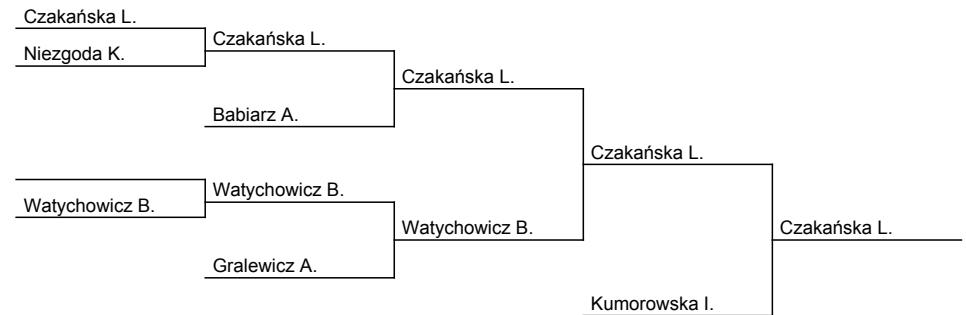 Czakańska L.
Czakańska L.
Niezgoda K.
Czakańska L.
Babiarz A.
Czakańska L.
Watychowicz B.
Watychowicz B.
Czakańska L.
Watychowicz B.
Gralewicz A.
Kumorowska I.